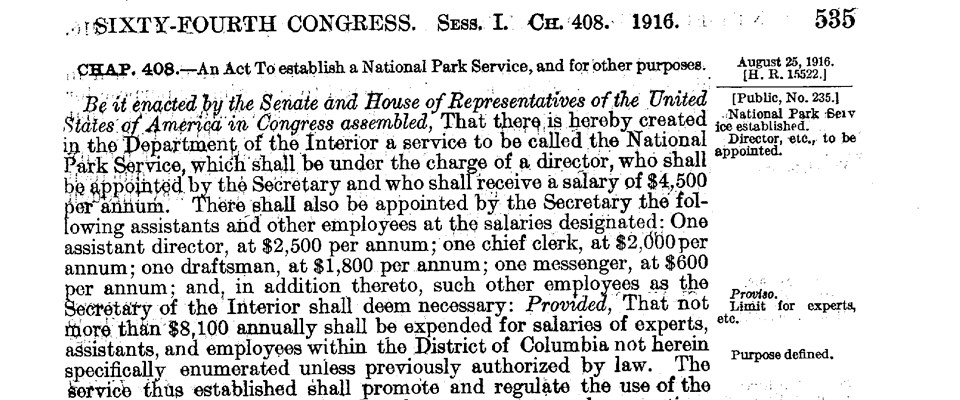 SIXTY-FOURTH CONGRESS. Sess. I. Ch. 408. 1916.
535
CHAP. 408.—An Act To establish a National Park Service, and for other purposes.
Be it enacted by the Senate and House of Representatives of the United
States of America in Congress assembled, That there is hereby created
in the Department of the Interior a service to be called the National
Park Service, which shall be under the charge of a director, who shall
be appointed by the Secretary and who shall receive a salary of $4,500
per annum. There shall also be appointed by the Secretary the fol-
lowing assistants and other employees at the salaries designated: One
assistant director, at $2,500 per annum; one chief clerk, at $2,000 per
annum; one draftsman, at $1,800 per annum; one messenger, at $600
per annum; and, in addition thereto, such other employees as the
Secretary of the Interior shall deem necessary: Provided, That not
more than $8,100 annually shall be expended for salaries of experts,
assistants, and employees within the District of Columbia not herein
specifically enumerated unless previously authorized by law. The
service thus established shall promote and regulate the use of the
August 25, 1916.
[H. R. 15522.]
[Public, No. 235.]
National Park Serv
ice established.
Director, etc., to be
appointed.
Proviso.
Limit for experts,
etc.
Purpose defined.